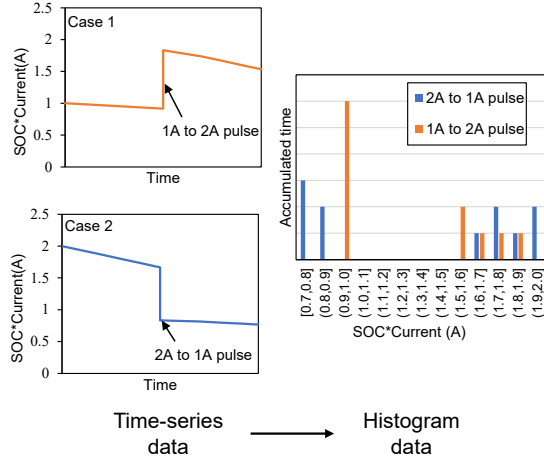 Case 1
SOC*Current(A)
2.5
2
1.5
1
0.5
0
1A to 2A pulse
Time
Case 2
SOC*Current(A)
2.5
2
1.5
1
0.5
0
2A to 1A pulse
Time
Accumulated time
2A to 1A pulse
1A to 2A pulse
[0.7,0.8]
(0.8,0.9]
(0.9,1.0]
(1.0,1.1]
(1.1,1.2]
(1.2,1.3]
(1.3,1.4]
(1.4,1.5]
(1.5,1.6]
(1.6,1.7]
(1.7,1.8]
(1.8,1.9]
(1.9,2.0]
SOC*Current (A)
Time-series
data
Histogram
data